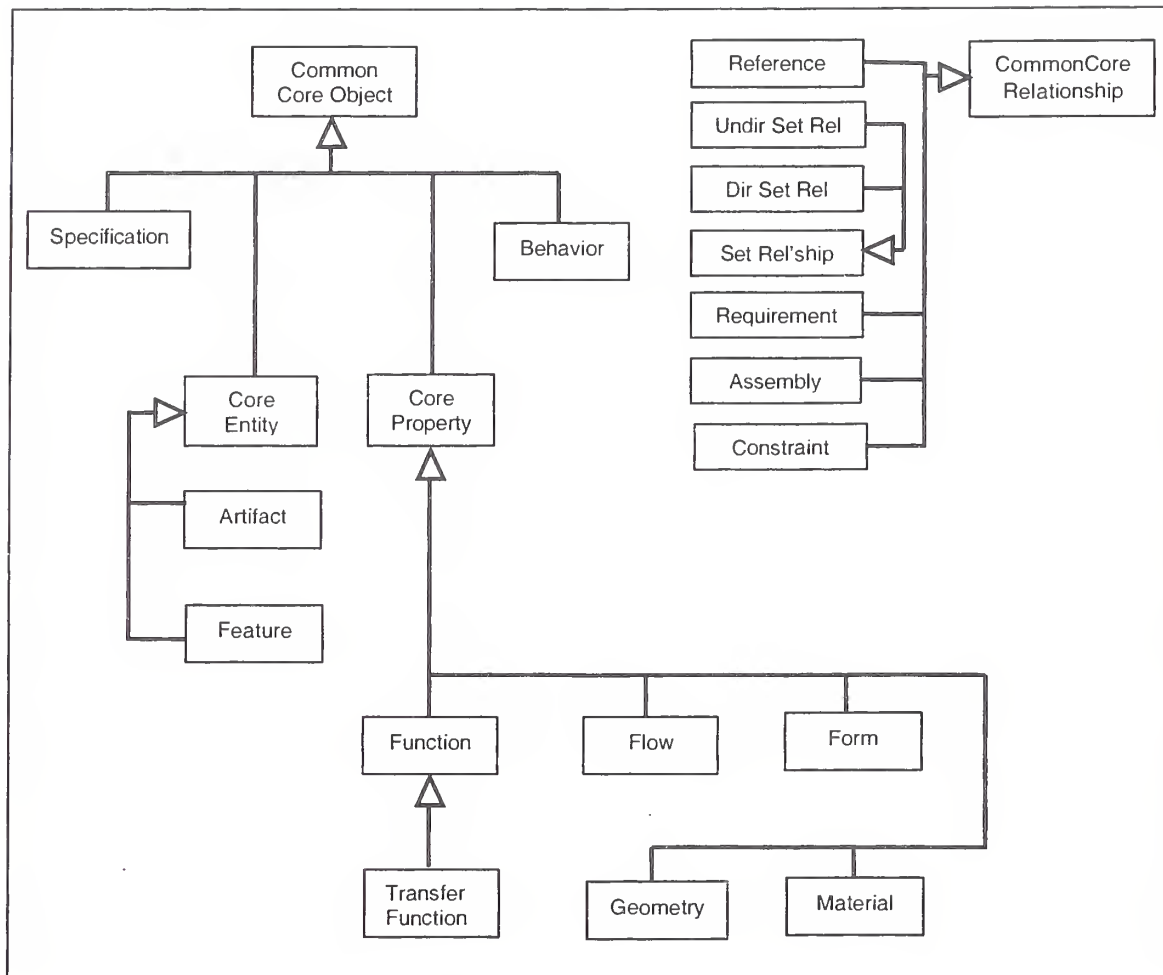 Common
Core Object
Specification
Behavior
Core
Entity
Core
Property
Artifact
Feature
Function
Flow
Form
Transfer
Function
Geometry
Material
Reference
Undir Set Rel
Dir Set Rel
Set Rel'ship
Requirement
Assembly
Constraint
CommonCore
Relationship